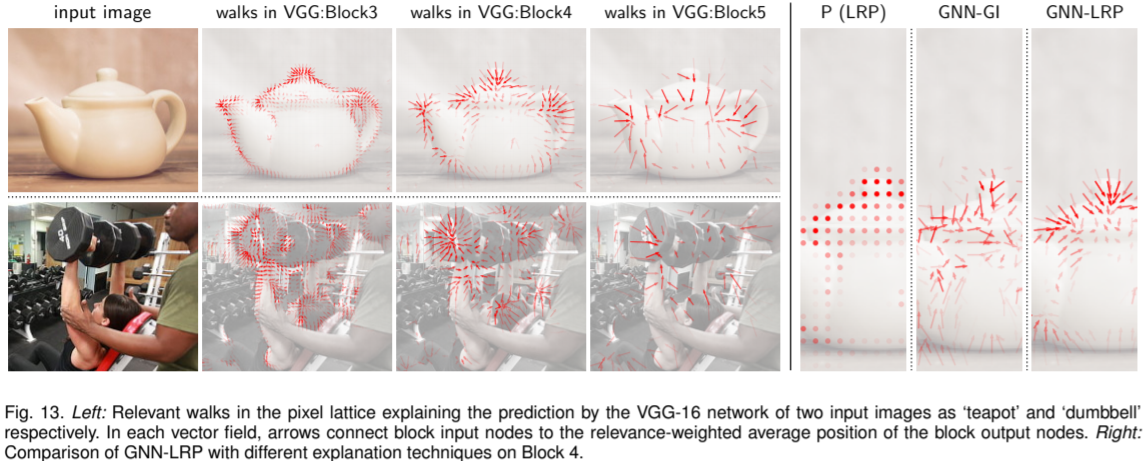 input image
walks in VGG:Block3
walks in VGG:Block4
walks in VGG:Block5
P (LRP)
GNN-GI
GNN-LRP
Fig. 13. Left: Relevant walks in the pixel lattice explaining the prediction by the VGG-16 network of two input images as ‘teapot’ and ‘dumbbell’
respectively. In each vector field, arrows connect block input nodes to the relevance-weighted average position of the block output nodes. Right:
Comparison of GNN-LRP with different explanation techniques on Block 4.